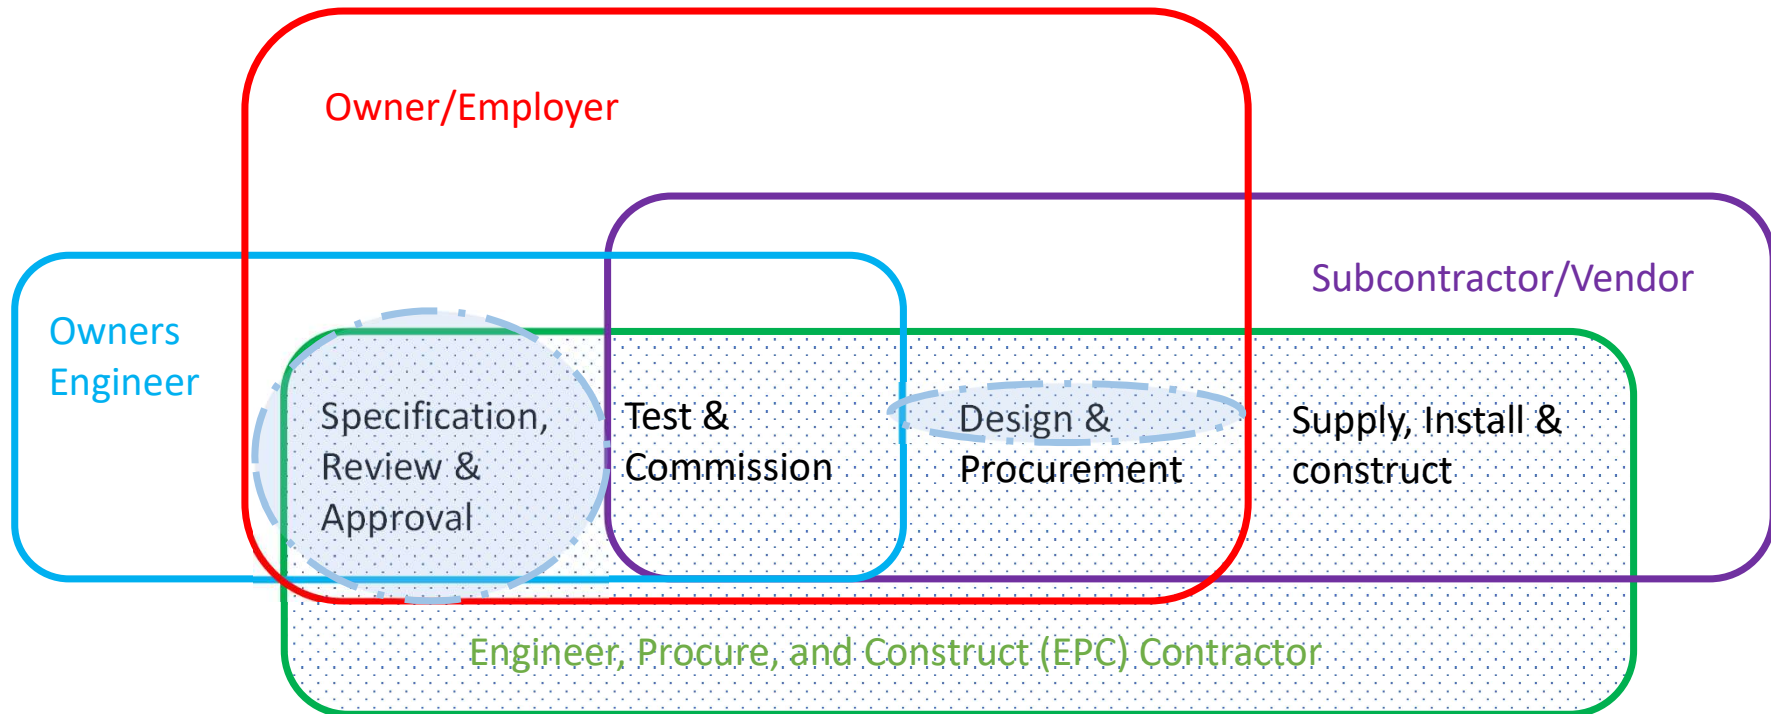 Owner/Employer
Subcontractor/Vendor
Owners
Engineer
Specification,
Review &
Approval
Test &
Commission
Design &
Procurement
Supply, Install &
construct
Engineer, Procure, and Construct (EPC) Contractor